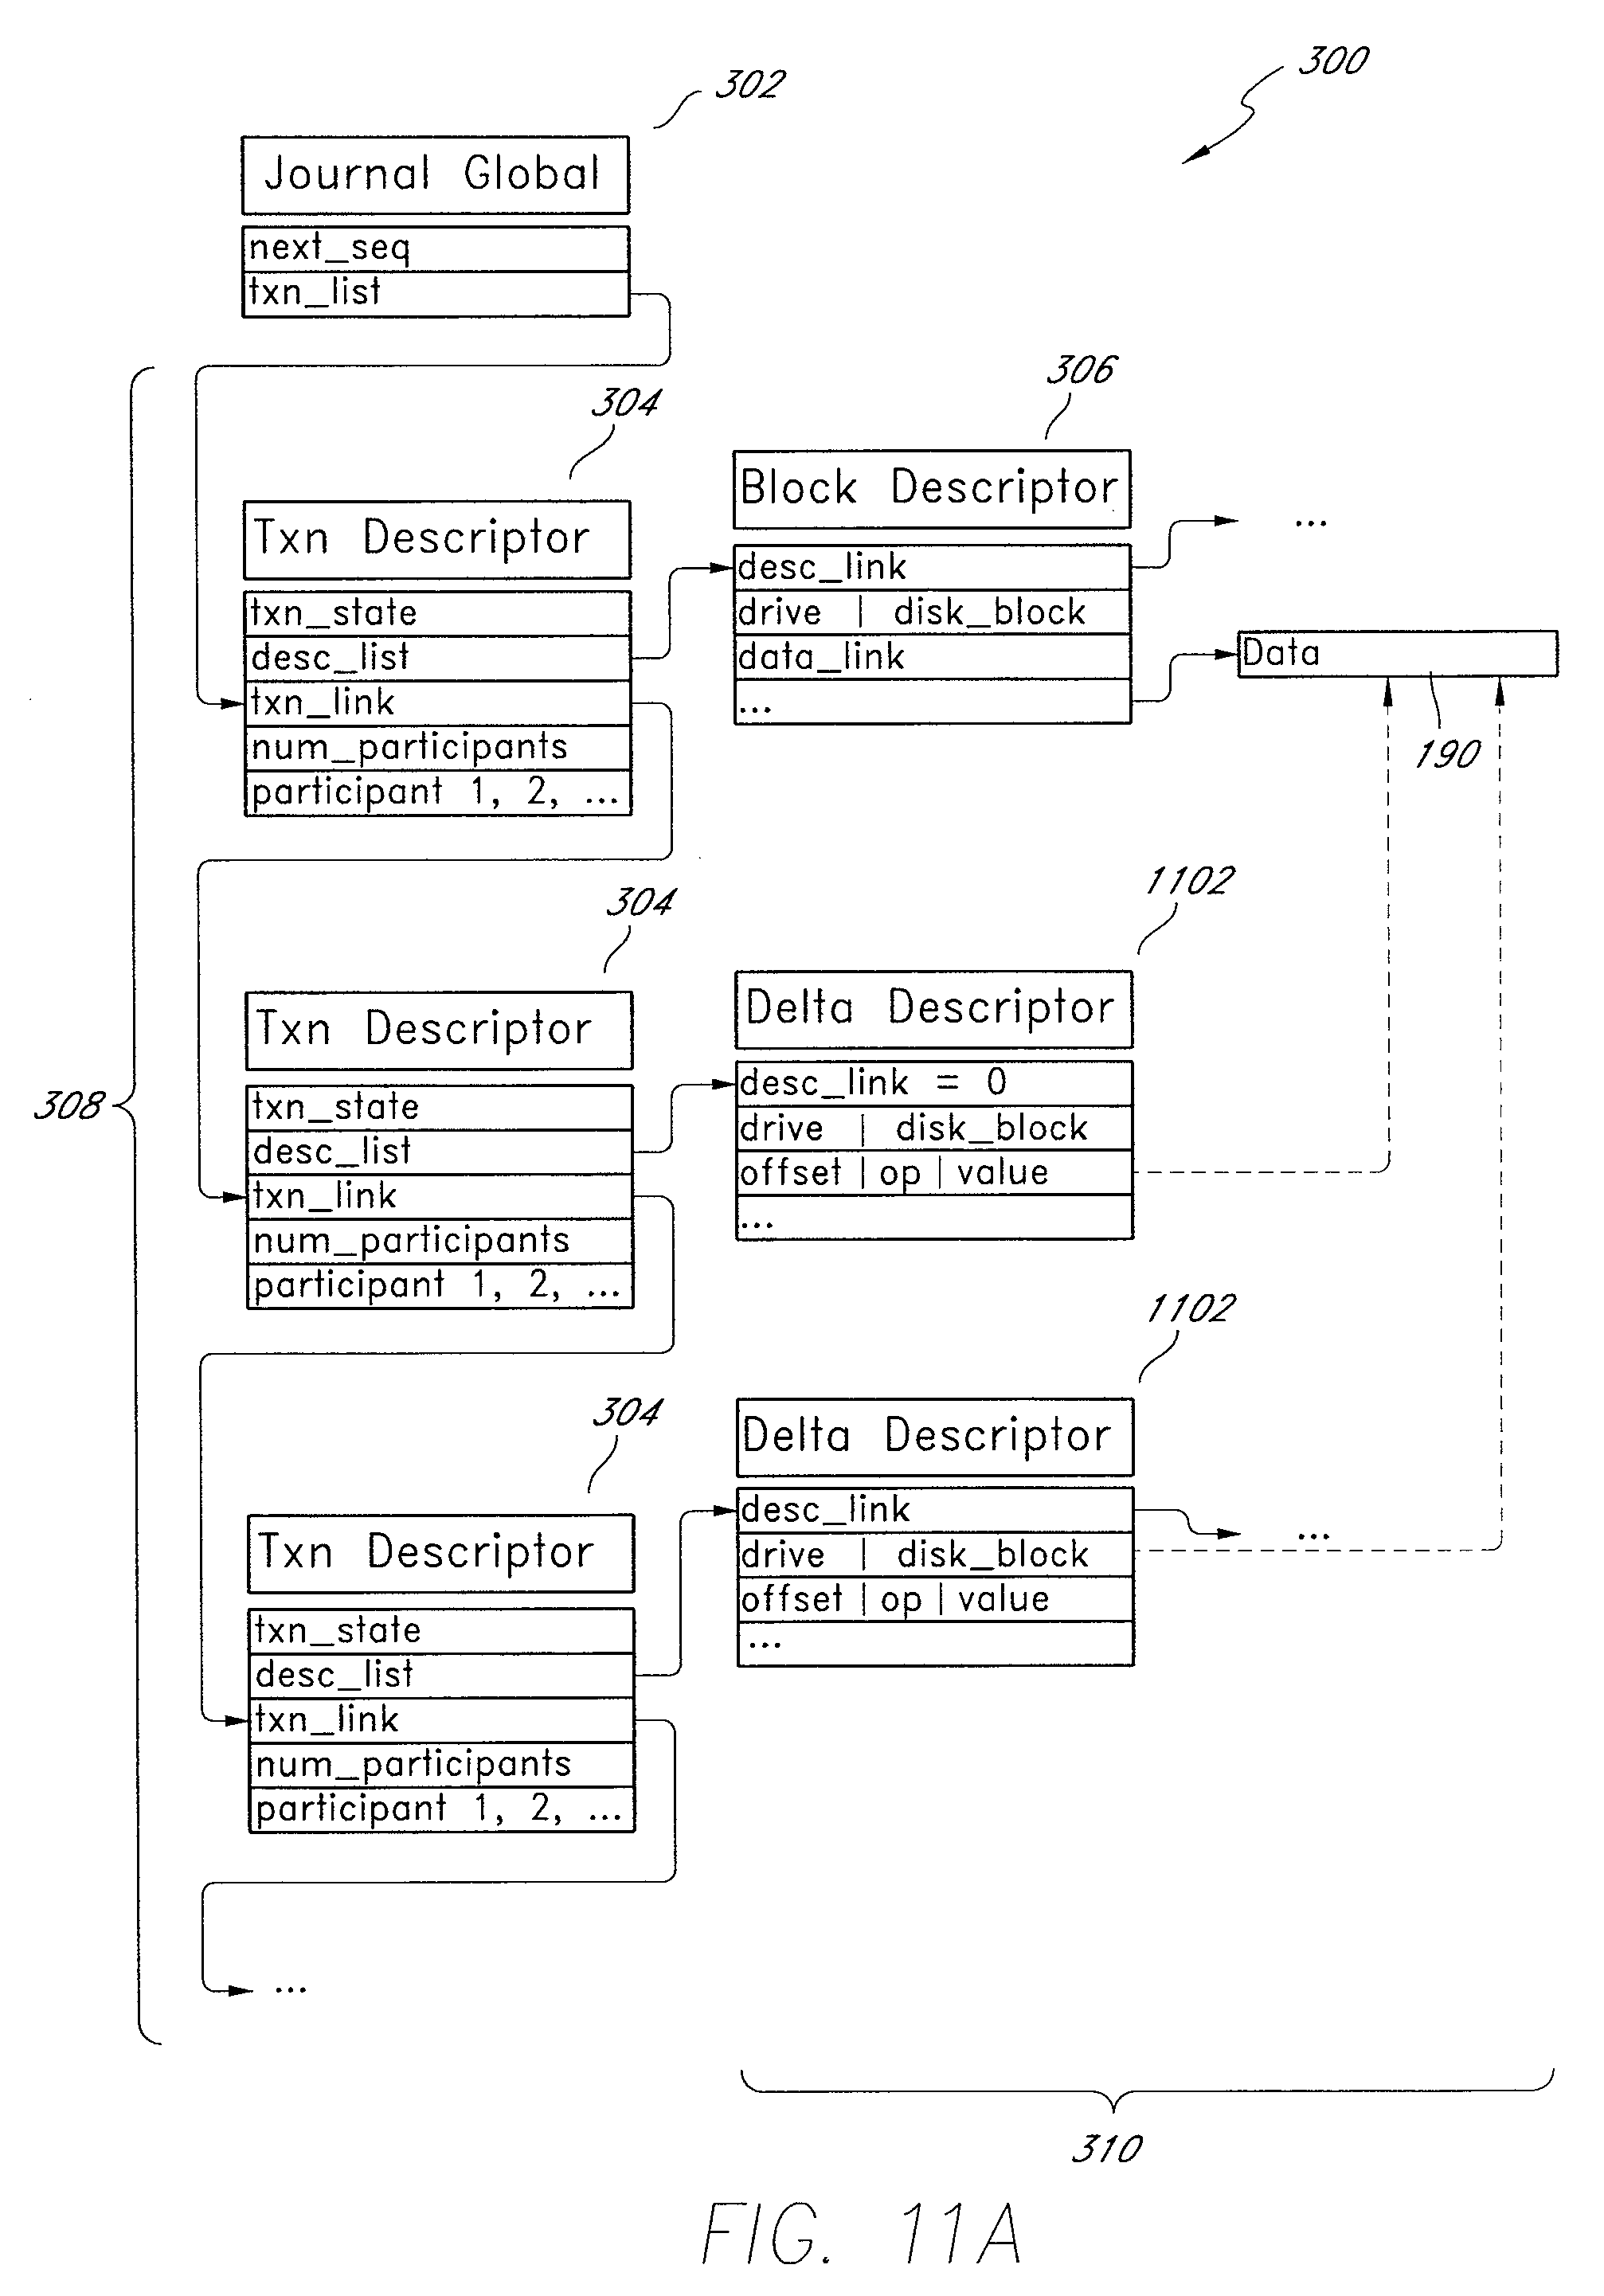 300
302
Journal Global
next_seq
txn_list
306
304
Block Descriptor
Txn Descriptor
...
desc_link
txn_state
drive | disk_block
desc_list
data_link
Data
txn_link
...
190
num_participants
participant 1, 2, ...
1102
304
Delta Descriptor
Txn Descriptor
desc_link = 0
308
txn_state
drive | disk_block
desc_list
offset | op | value
txn_link
...
num_participants
participant 1, 2, ...
1102
304
Delta Descriptor
desc_link
...
Txn Descriptor
drive | disk_block
offset | op | value
txn_state
...
desc_list
txn_link
num_participants
participant 1, 2, ...
...
310
FIG. 11A